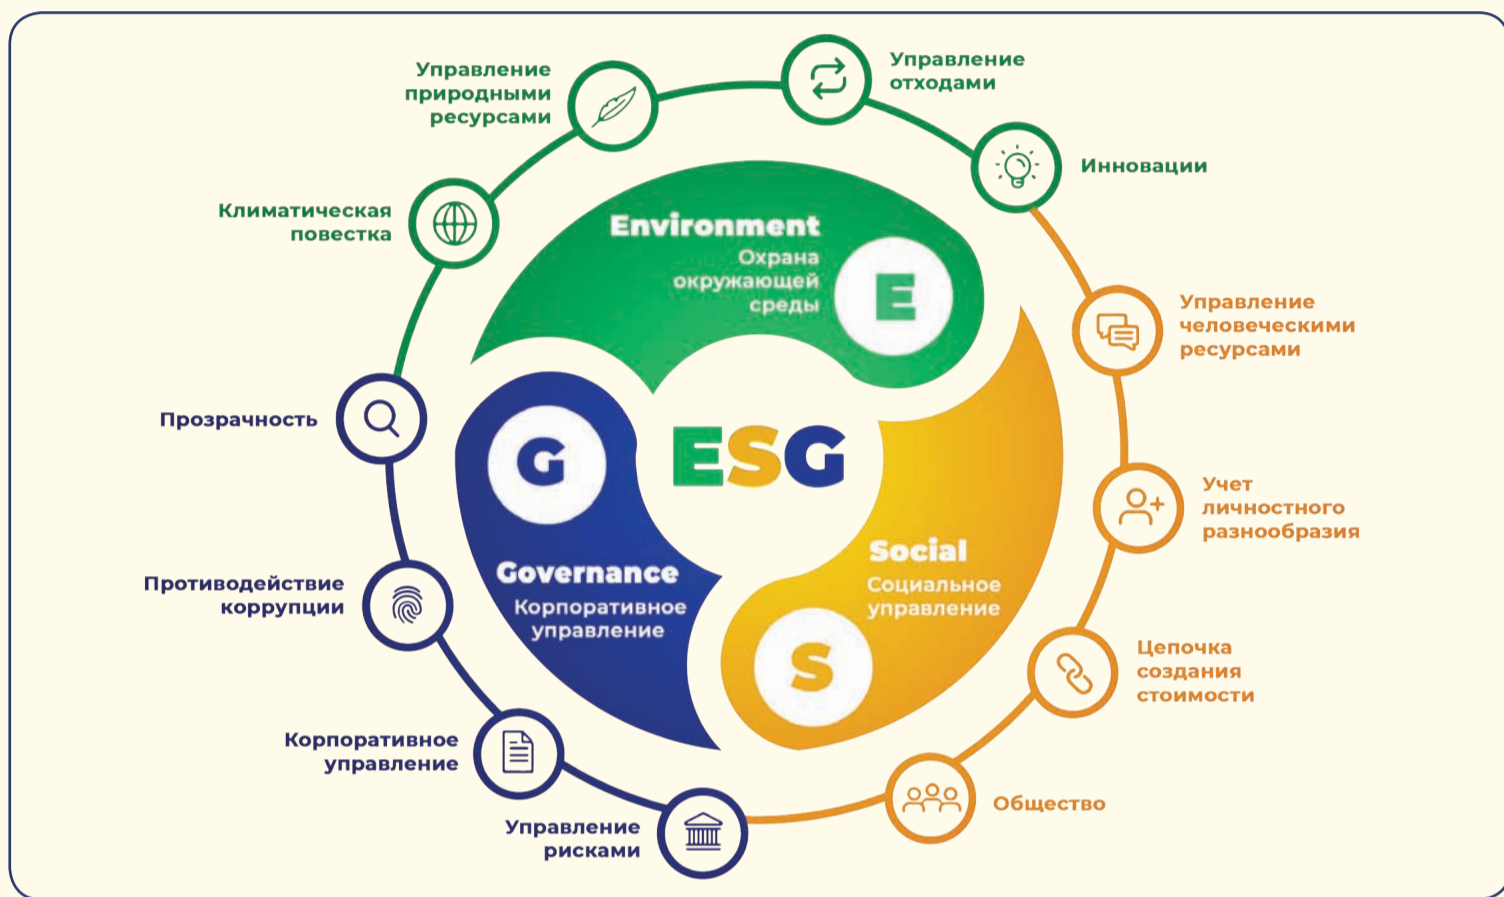 Управление
природными
ресурсами
Управление
отходами
Инновации
Климатическая
повестка
Environment
Охрана
окружающей
среды
E
Управление
человеческими
ресурсами
Прозрачность
G
ESG
Учет
личностного
разнообразия
Governance
Корпоративное
управление
Social
Социальное
управление
S
Противодействие
коррупции
Цепочка
создания
стоимости
Корпоративное
управление
Общество
Управление
рисками